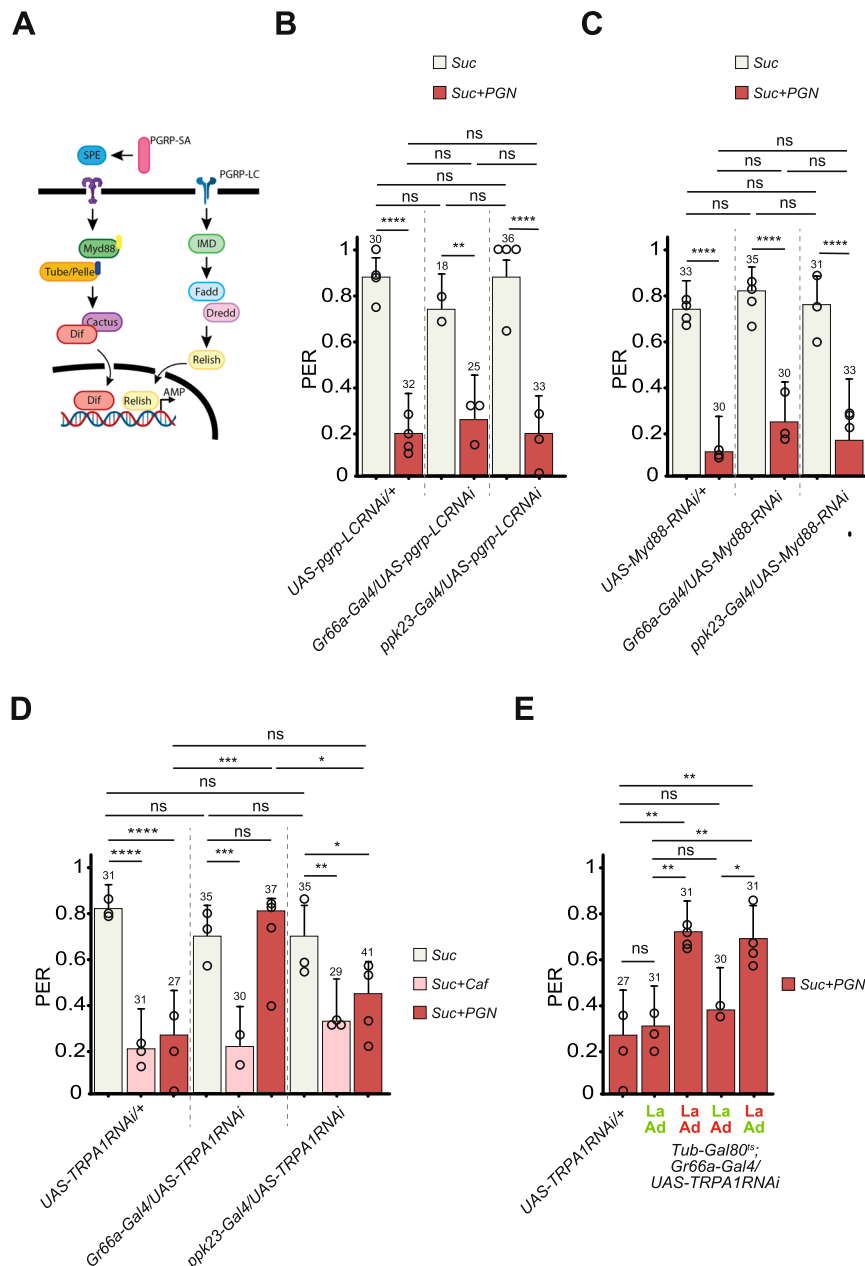 A
SPE
PGRP-SA
PGRP-LC
Myd88
Tube/Pelle
Cactus
Dif
IMD
Fadd
Dredd
Relish
AMP
Dif
Relish
B
Suc
Suc+PGN
ns
ns ns
ns
ns ns
**** ** ****
PER
1
0.8
0.6
0.4
0.2
0
30
32
18
25
36
33
UAS-pgrp-LCRNAi/+
Gr66a-Gal4/UAS-pgrp-LCRNAi
ppk23-Gal4/UAS-pgrp-LCRNAi
C
Suc
Suc+PGN
ns
ns ns
ns
ns ns
**** **** ****
PER
1
0.8
0.6
0.4
0.2
0
33
30
35
30
31
33
UAS-Myd88-RNAi/+
Gr66a-Gal4/UAS-Myd88-RNAi
ppk23-Gal4/UAS-Myd88-RNAi
D
ns
*** *
ns
ns ns
**** ns *
**** *** **
PER
1
0.8
0.6
0.4
0.2
0
31
31
27
35
30
37
35
29
41
Suc
Suc+Caf
Suc+PGN
UAS-TRPA1RNAi/+
Gr66a-Gal4/UAS-TRPA1RNAi
ppk23-Gal4/UAS-TRPA1RNAi
E
**
ns
**
**
ns
** *
ns
PER
1
0.8
0.6
0.4
0.2
0
27
31
31
30
31
Suc+PGN
La La La La
Ad Ad Ad Ad
UAS-TRPA1RNAi/+
Tub-Gal80ts;
Gr66a-Gal4/
UAS-TRPA1RNAi